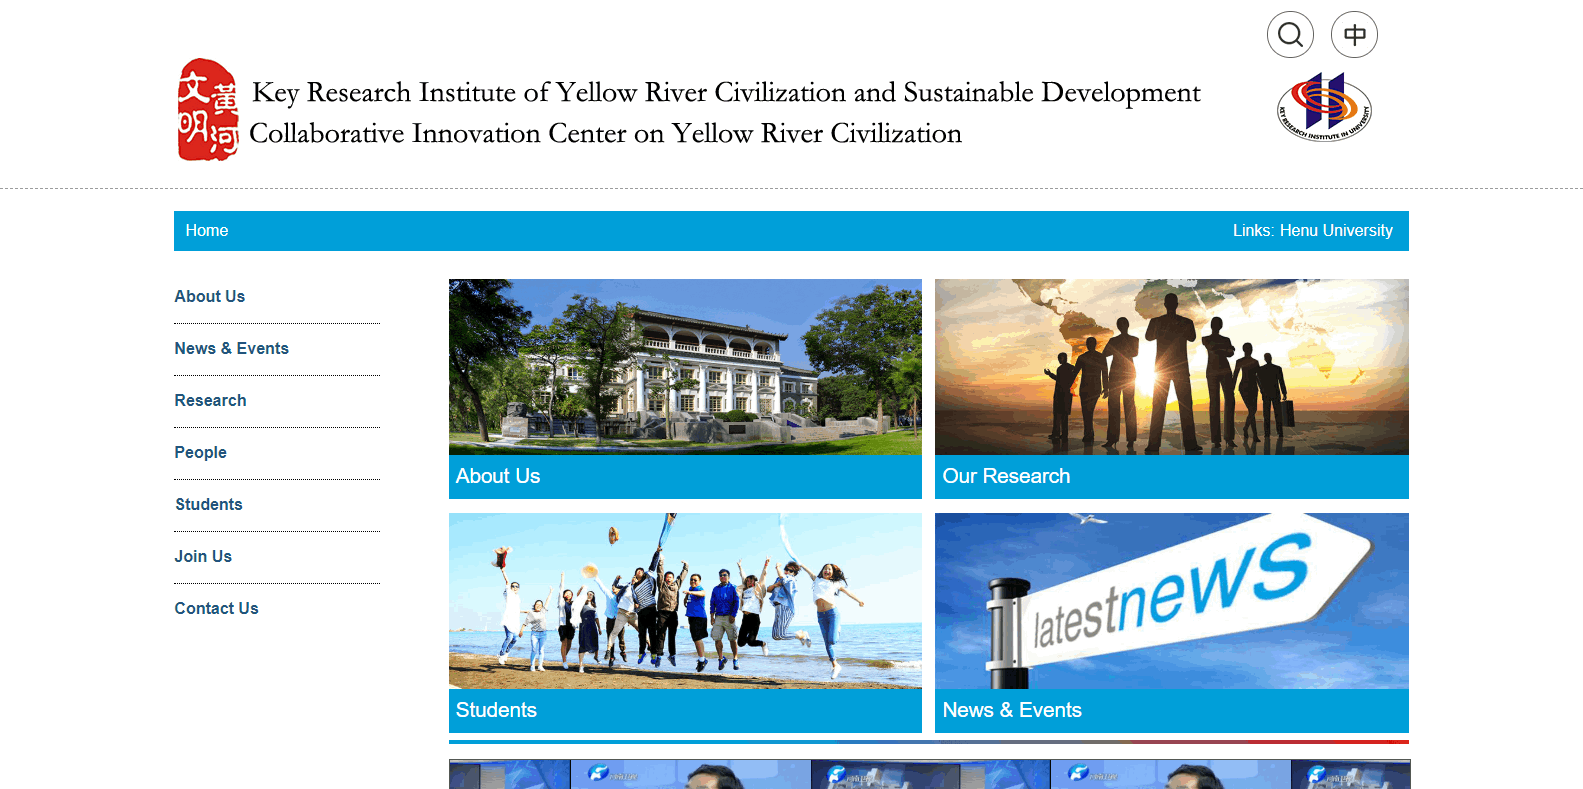 中
文明
黄河
Key Research Institute of Yellow River Civilization and Sustainable Development
Collaborative Innovation Center on Yellow River Civilization
KEY RESEARCH INSTITUTE IN UNIVERSITY
Home
Links: Henu University
About Us
News & Events
Research
People
Students
Join Us
Contact Us
About Us
Our Research
latestnews
Students
News & Events